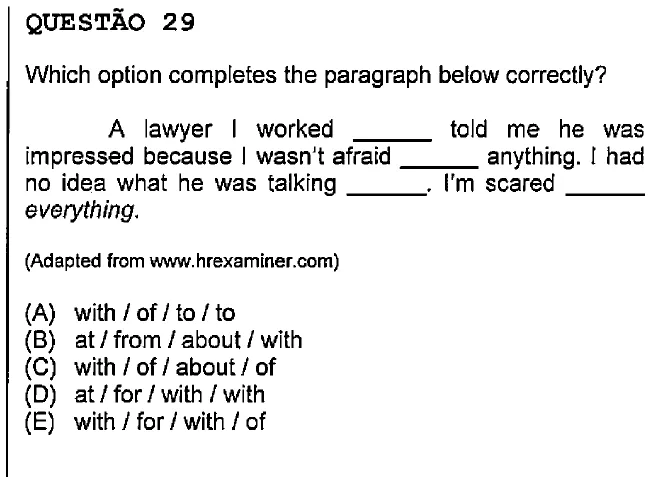 QUESTÃO 29
Which option completes the paragraph below correctly?
A lawyer I worked ______ told me he was
impressed because I wasn't afraid ______ anything. I had
no idea what he was talking ______. I'm scared ______
everything.
(Adapted from www.hrexaminer.com)
(A) with / of / to / to
(B) at / from / about / with
(C) with / of / about / of
(D) at / for / with / with
(E) with / for / with / of